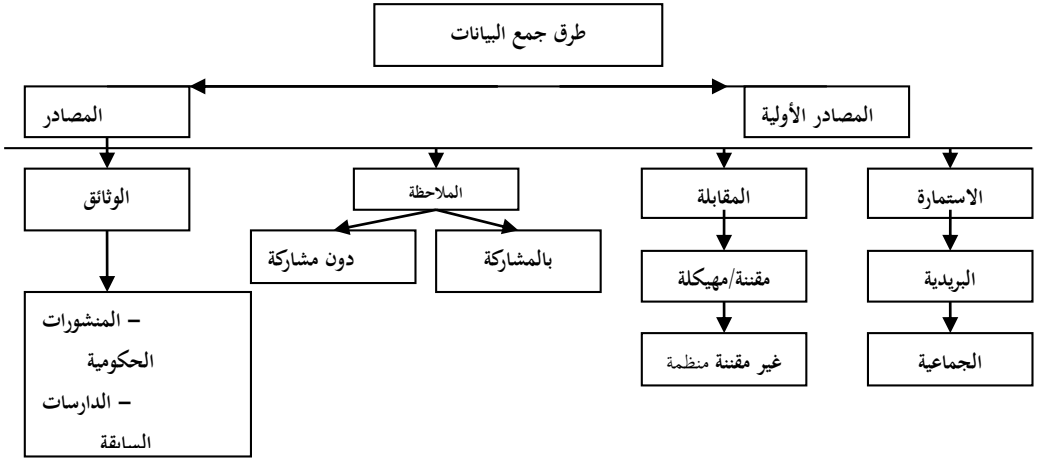 طرق جمع البيانات
المصادر الأولية
المصادر
الاستمارة
المقابلة
الملاحظة
الوثائق
بالمشاركة
دون مشاركة
البريدية
مقننة/مهيكلة
– المنشورات
الحكومية
– الدارسات
السابقة
الجماعية
غير مقننة منظمة